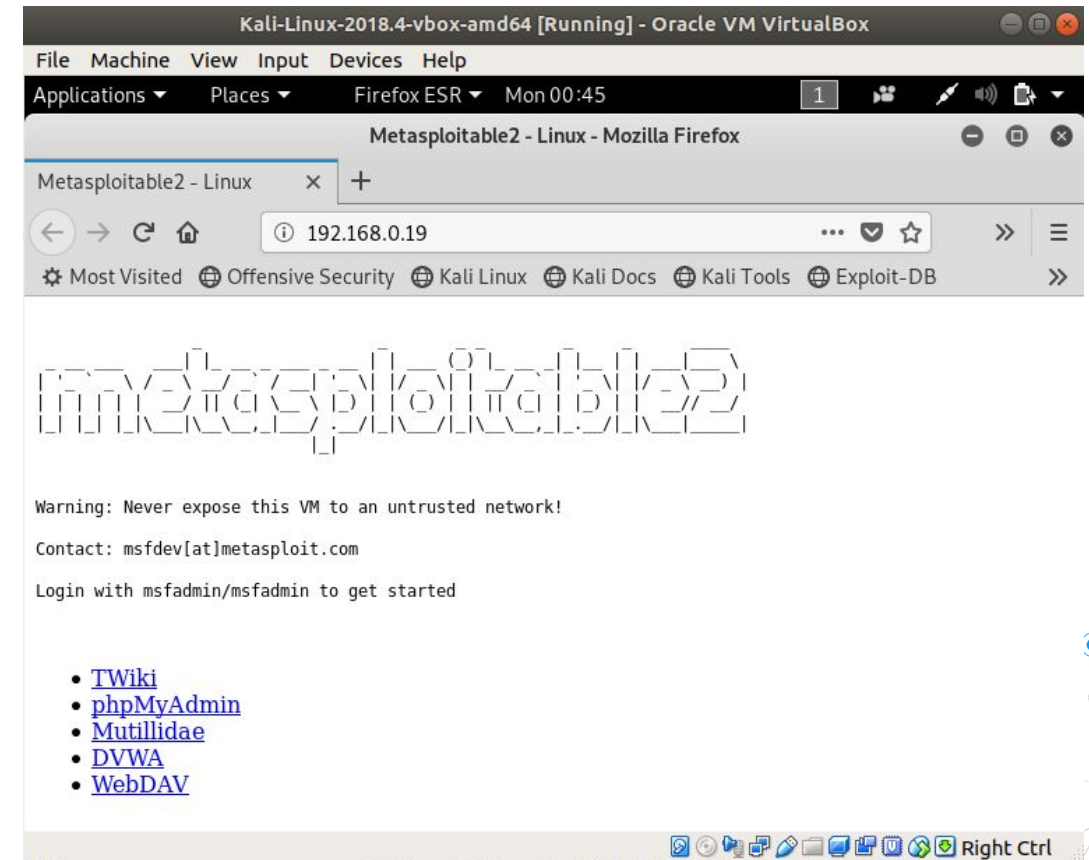 Kali-Linux-2018.4-vbox-amd64 [Running] - Oracle VM VirtualBox
File Machine View Input Devices Help
Applications Places Firefox ESR Mon 00:45 1
Metasploitable2 - Linux - Mozilla Firefox
Metasploitable2 - Linux
192.168.0.19
Most Visited Offensive Security Kali Linux Kali Docs Kali Tools Exploit-DB
metasploitable2
Warning: Never expose this VM to an untrusted network!
Contact: msfdev[at]metasploit.com
Login with msfadmin/msfadmin to get started
TWiki
phpMyAdmin
Mutillidae
DVWA
WebDAV
Right Ctrl